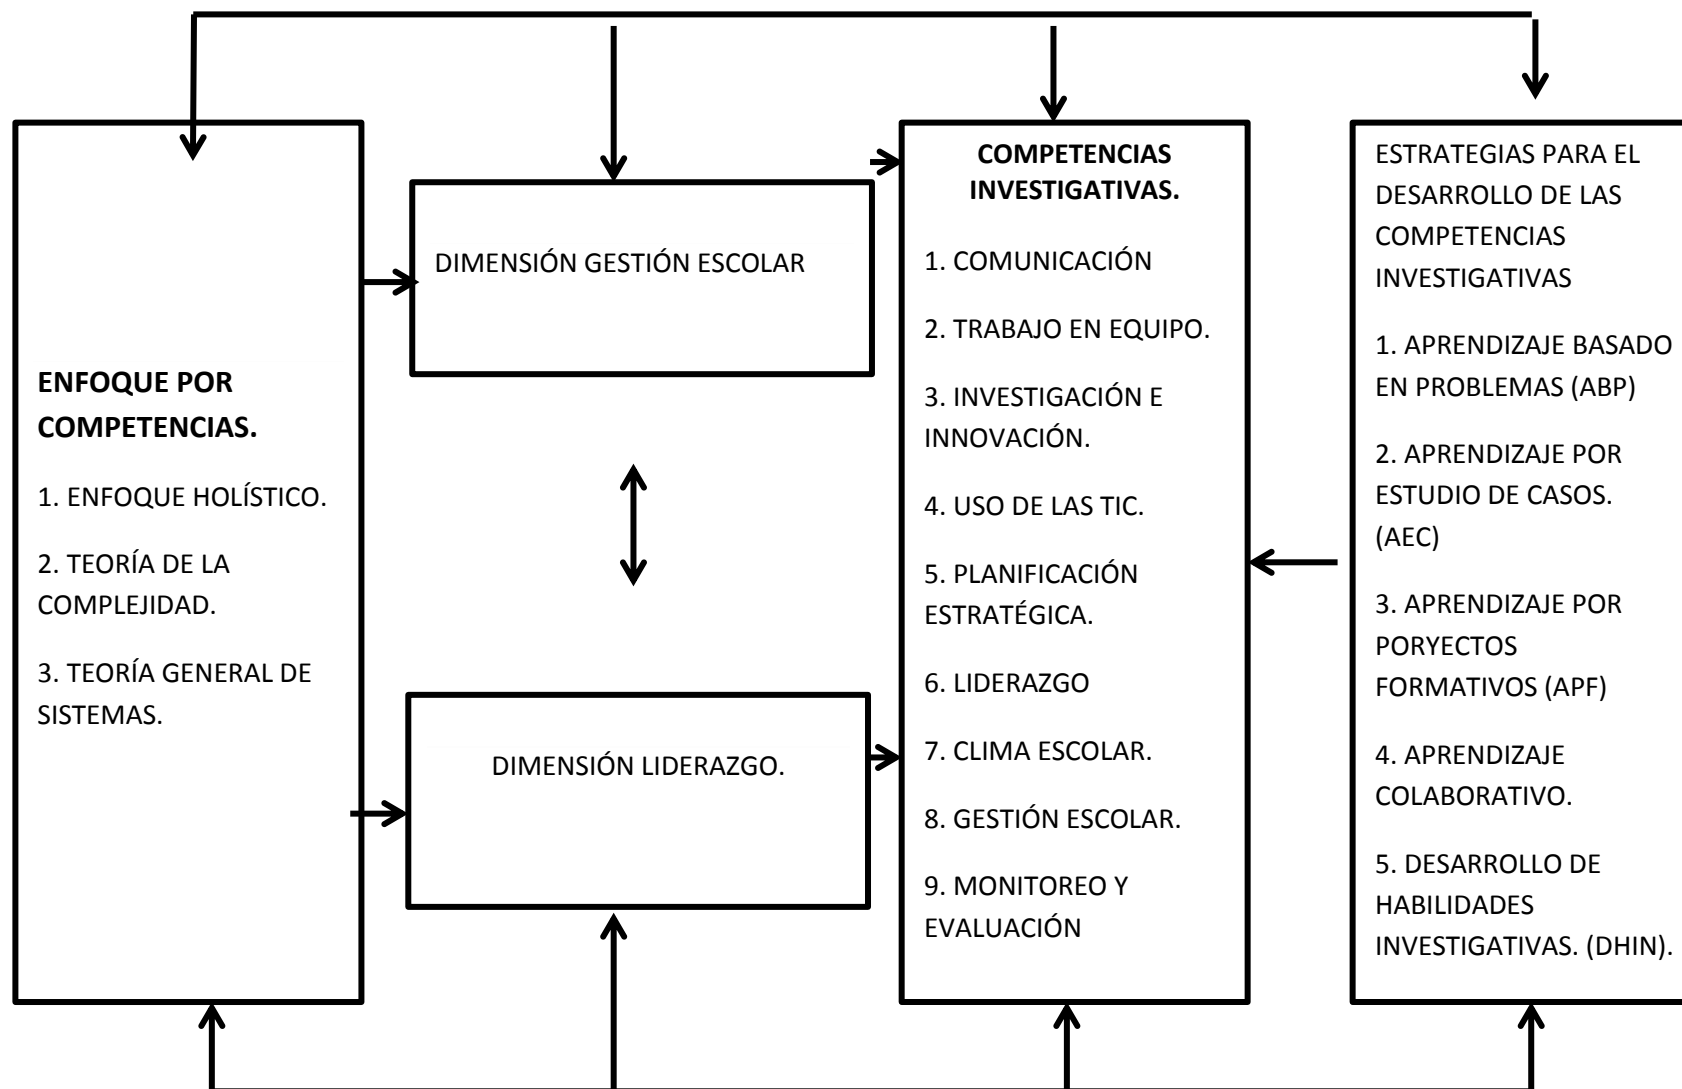 ENFOQUE POR
COMPETENCIAS.
1. ENFOQUE HOLÍSTICO.
2. TEORÍA DE LA
COMPLEJIDAD.
3. TEORÍA GENERAL DE
SISTEMAS.
DIMENSIÓN GESTIÓN ESCOLAR
DIMENSIÓN LIDERAZGO.
COMPETENCIAS
INVESTIGATIVAS.
1. COMUNICACIÓN
2. TRABAJO EN EQUIPO.
3. INVESTIGACIÓN E
INNOVACIÓN.
4. USO DE LAS TIC.
5. PLANIFICACIÓN
ESTRATÉGICA.
6. LIDERAZGO
7. CLIMA ESCOLAR.
8. GESTIÓN ESCOLAR.
9. MONITOREO Y
EVALUACIÓN
ESTRATEGIAS PARA EL
DESARROLLO DE LAS
COMPETENCIAS
INVESTIGATIVAS
1. APRENDIZAJE BASADO
EN PROBLEMAS (ABP)
2. APRENDIZAJE POR
ESTUDIO DE CASOS.
(AEC)
3. APRENDIZAJE POR
PORYECTOS
FORMATIVOS (APF)
4. APRENDIZAJE
COLABORATIVO.
5. DESARROLLO DE
HABILIDADES
INVESTIGATIVAS. (DHIN).